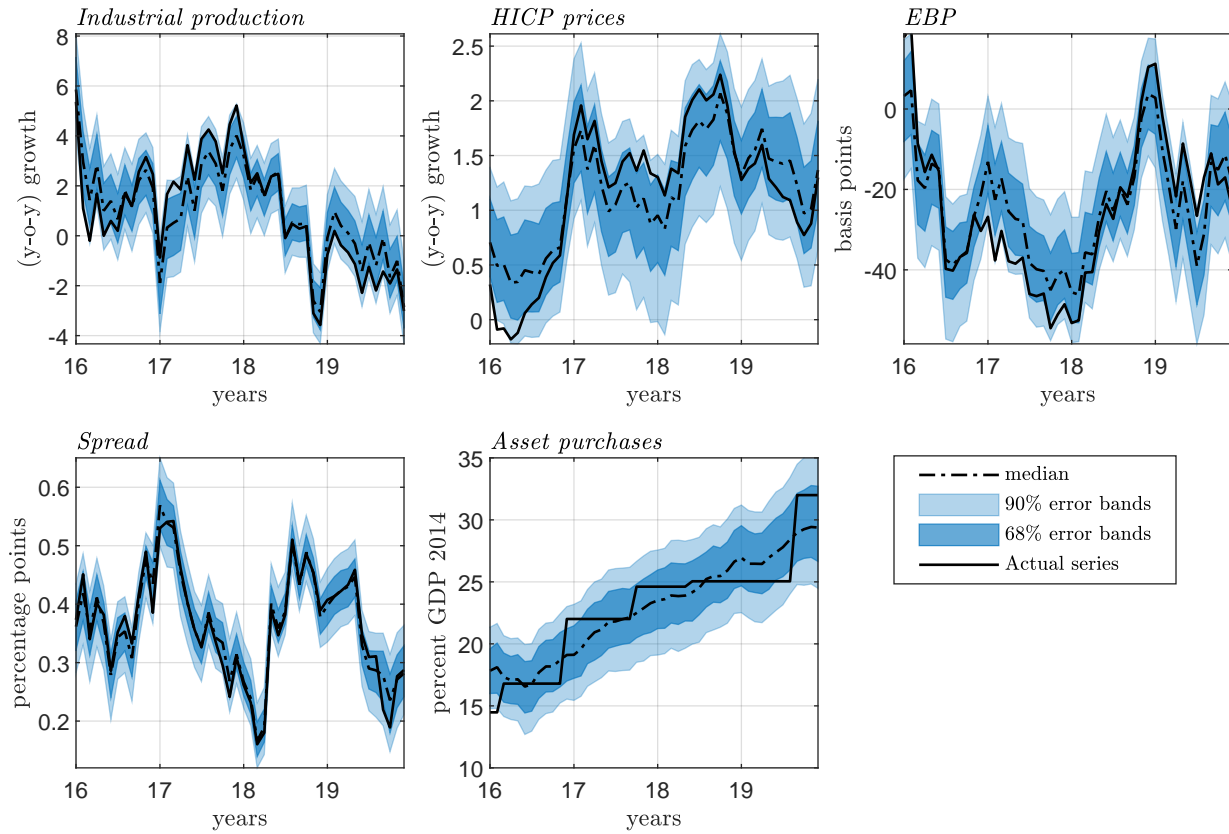 Industrial production
(y-o-y) growth
8
6
4
2
0
-2
-4
16 17 18 19
years
HICP prices
(y-o-y) growth
2.5
2
1.5
1
0.5
0
16 17 18 19
years
EBP
basis points
0
-20
-40
16 17 18 19
years
Spread
percentage points
0.6
0.5
0.4
0.3
0.2
16 17 18 19
years
Asset purchases
percent GDP 2014
35
30
25
20
15
10
16 17 18 19
years
median
90% error bands
68% error bands
Actual series